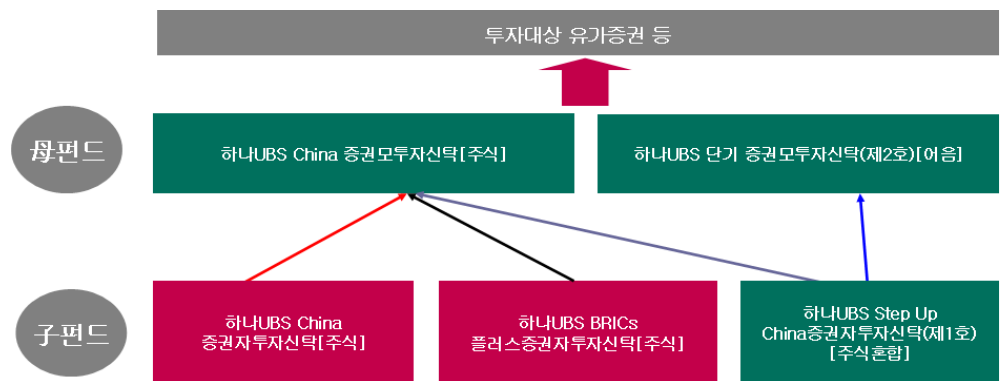 투자대상 유가증권 등
母펀드
하나UBS China 증권모투자신탁[주식]
하나UBS 단기 증권모투자신탁(제2호)[어음]
子펀드
하나UBS China
증권자투자신탁[주식]
하나UBS BRICs
플러스증권자투자신탁[주식]
하나UBS Step Up
China증권자투자신탁(제1호)
[주식혼합]